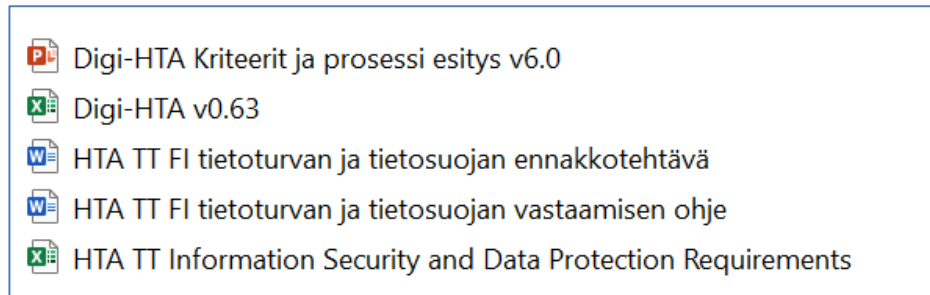 Digi-HTA Kriteerit ja prosessi esitys v6.0
Digi-HTA v0.63
HTA TT FI tietoturvan ja tietosuojan ennakkotehtävä
HTA TT FI tietoturvan ja tietosuojan vastaamisen ohje
HTA TT Information Security and Data Protection Requirements